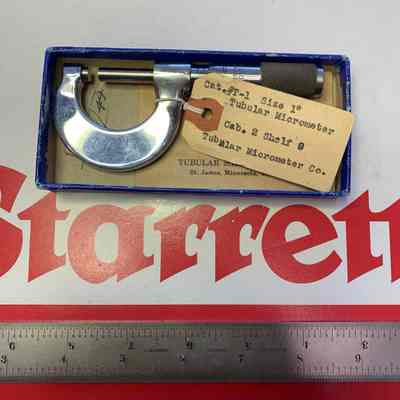 Cat.#T-1 Size 1"
Tubular Micrometer
Cab. 2 Shelf 9
Tubular Micrometer Co.
TUBULAR
St. James, Minnesota,
Starrett